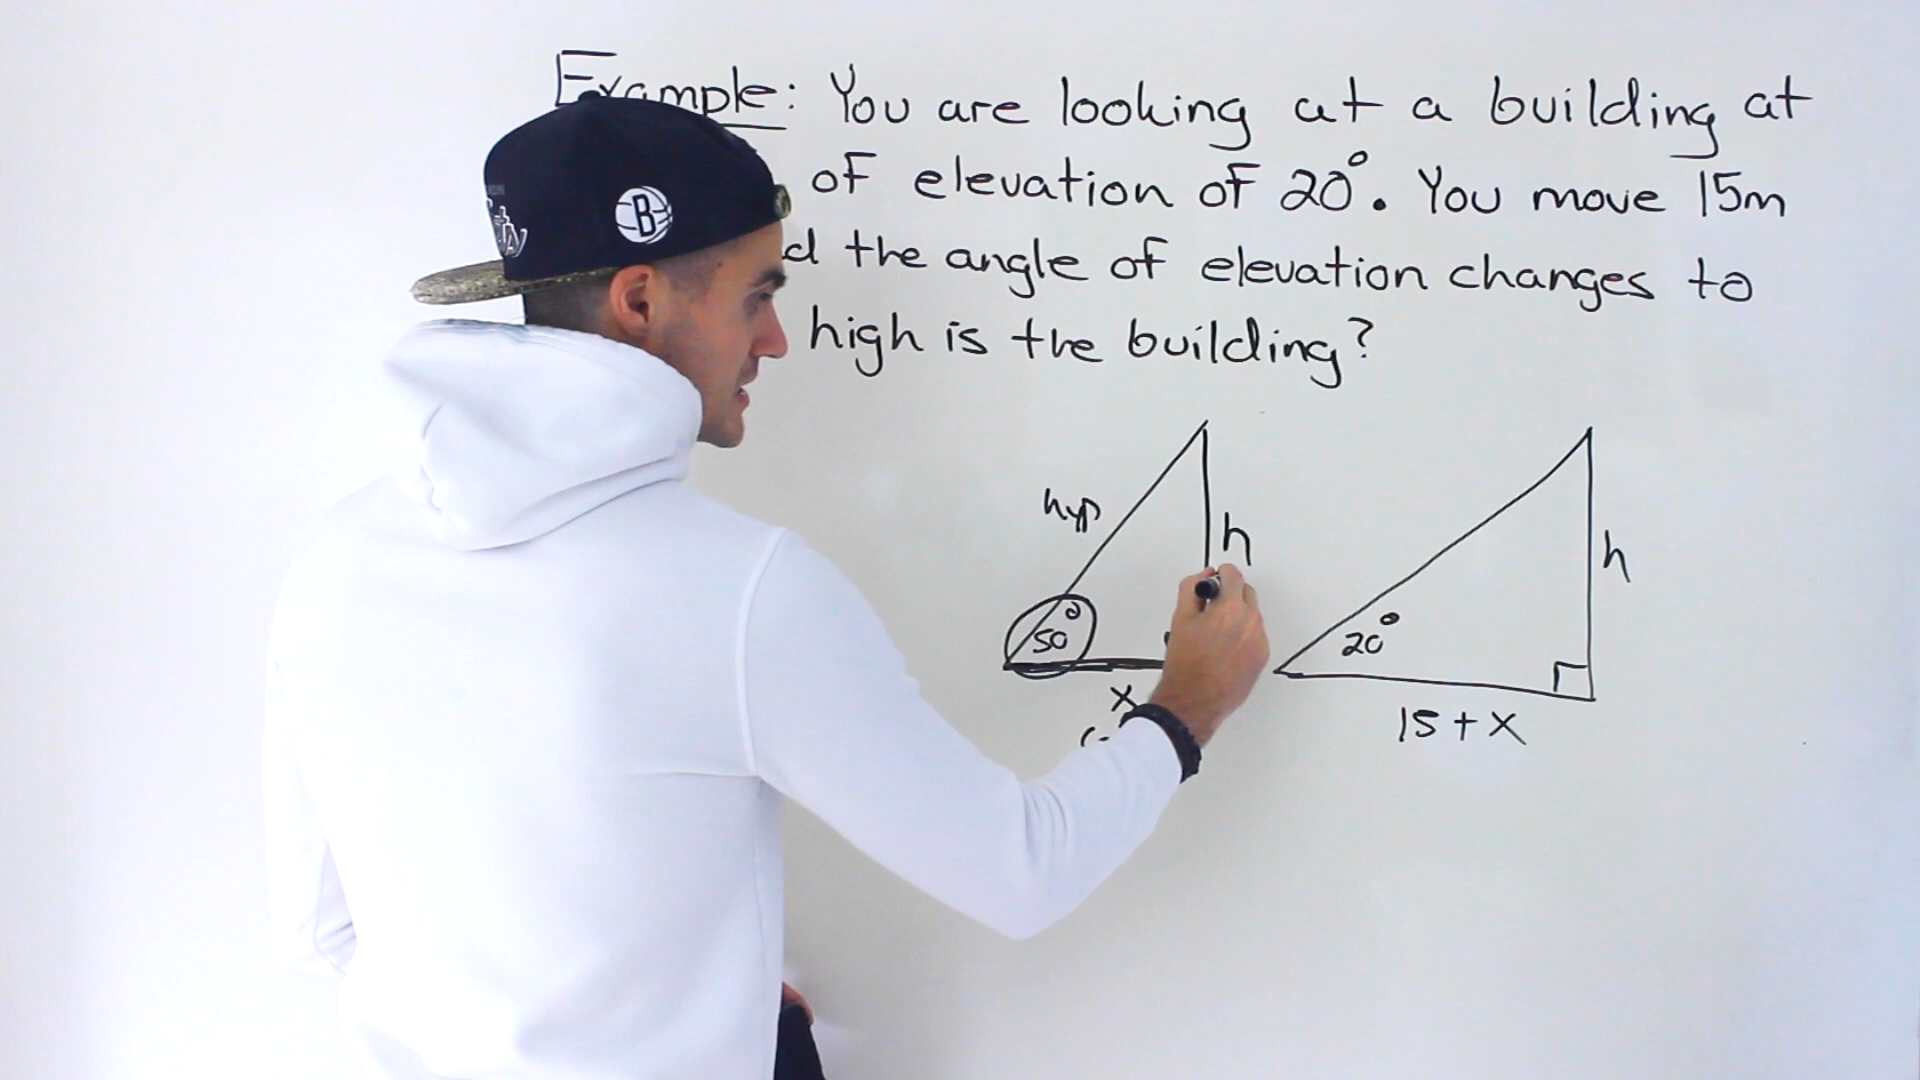 Example: You are looking at a building at
of elevation of 20°. You move 15m
the angle of elevation changes to
high is the building?
hyp
h
50°
x
h
20°
15+x
B